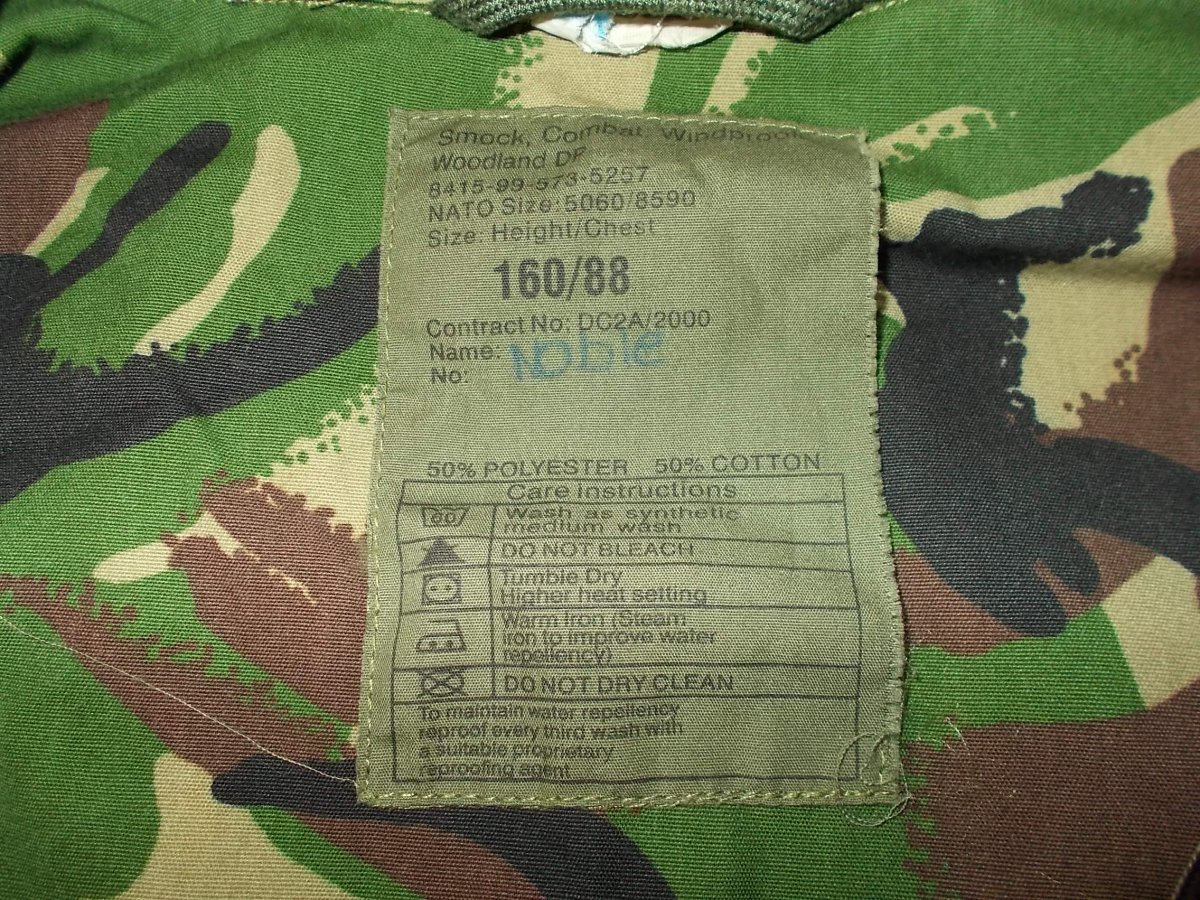 Smock, Combat Windproof
Woodland DP
8415-99-573-5257
NATO Size: 5060/8590
Size: Height/Chest
160/88
Contract No: DC2A/2000
Name: Noble
No:
50% POLYESTER 50% COTTON
Care instructions
60 Wash as synthetic
medium wash
DO NOT BLEACH
Tumble Dry
Higher heat setting
Warm Iron (Steam
iron to improve water
repellency)
DO NOT DRY CLEAN
To maintain water repellency
reproof every third wash with
a suitable proprietary
reproofing agent